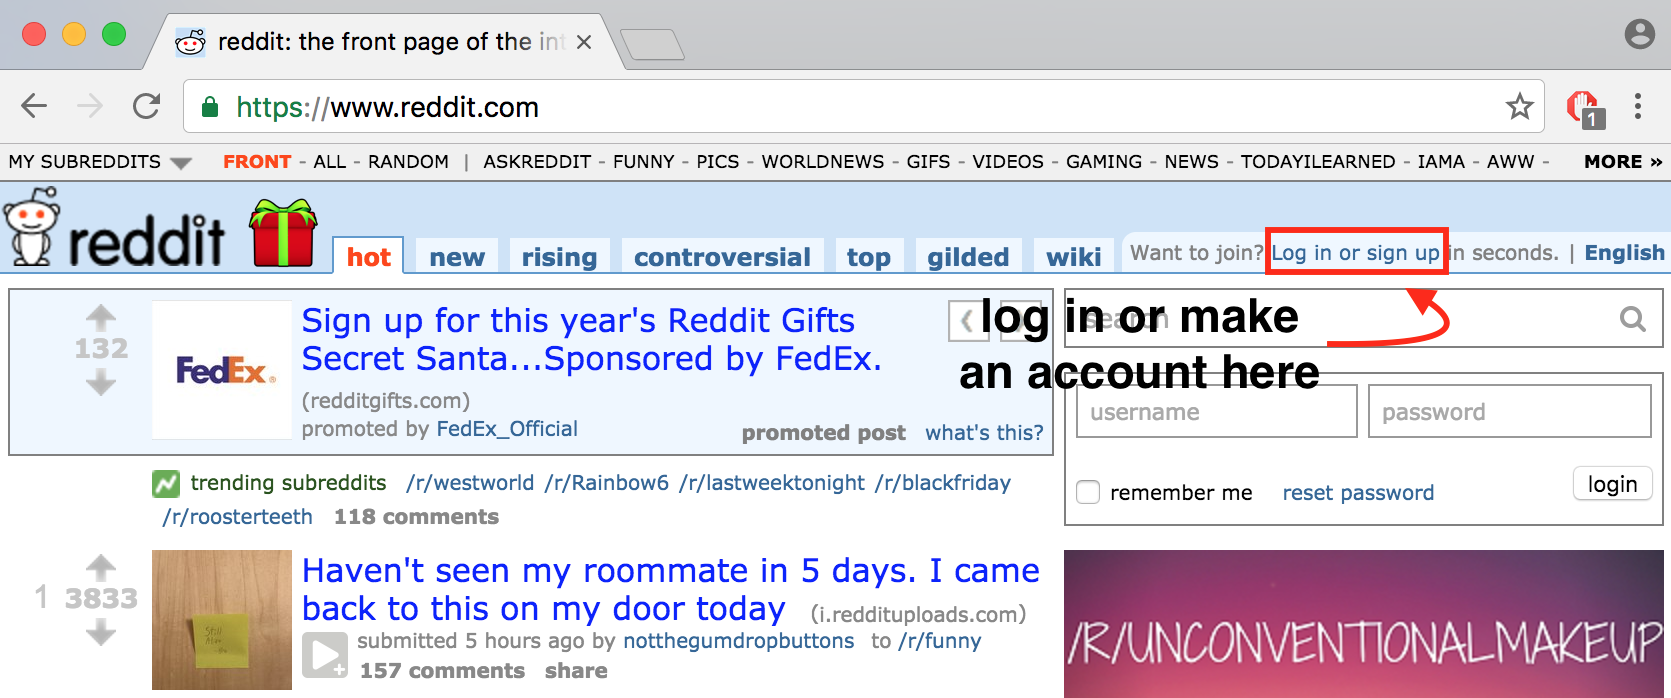 reddit: the front page of the int
https://www.reddit.com
1
MY SUBREDDITS FRONT - ALL - RANDOM | ASKREDDIT - FUNNY - PICS - WORLDNEWS - GIFS - VIDEOS - GAMING - NEWS - TODAYILEARNED - IAMA - AWW - MORE »
reddit hot new rising controversial top gilded wiki Want to join? Log in or sign up in seconds. | English
132
FedEx
Sign up for this year's Reddit Gifts
Secret Santa...Sponsored by FedEx.
(redditgifts.com)
promoted by FedEx_Official
promoted post what's this?
search
log in or make
an account here
username password
remember me reset password login
trending subreddits /r/westworld /r/Rainbow6 /r/lastweektonight /r/blackfriday
/r/roosterteeth 118 comments
1 3833
Still
Alive
Haven't seen my roommate in 5 days. I came
back to this on my door today (i.reddituploads.com)
submitted 5 hours ago by notthegumdropbuttons to /r/funny
157 comments share
/R/UNCONVENTIONALMAKEUP